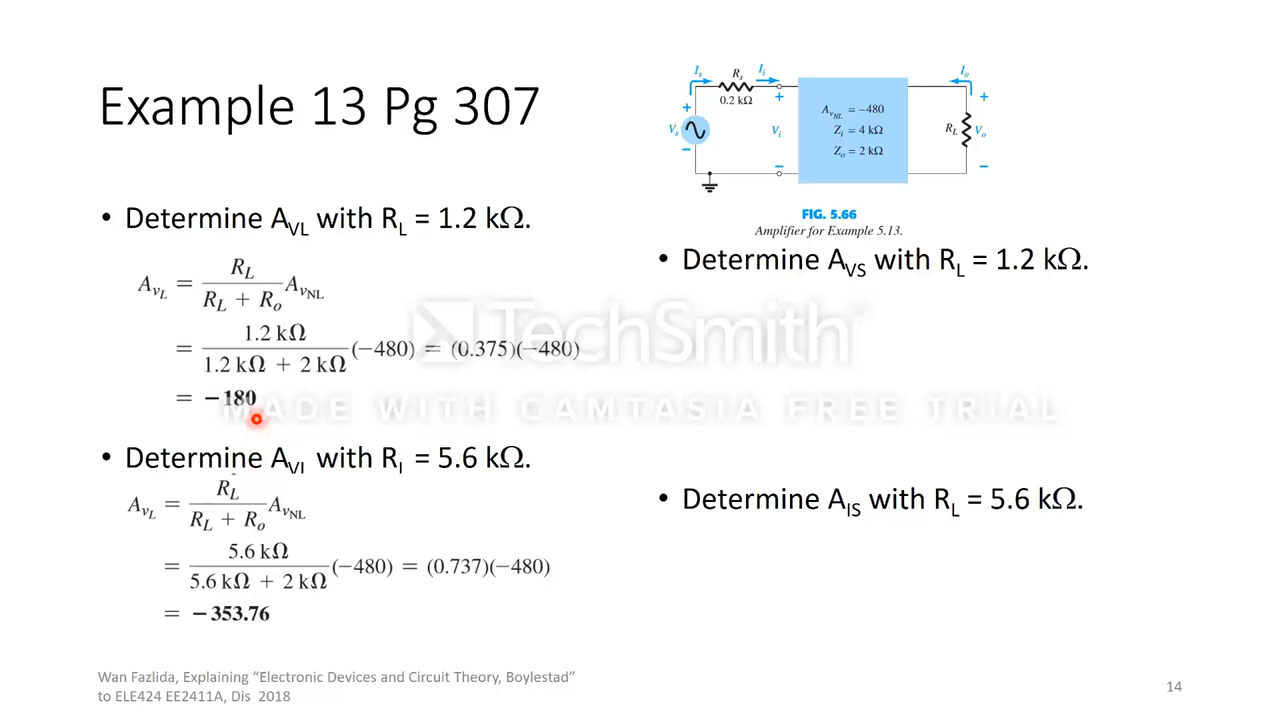 Example 13 Pg 307
• Determine A_VL with R_L = 1.2 kΩ.
A_vL = R_L / (R_L + R_o) A_vNL
= 1.2 kΩ / (1.2 kΩ + 2 kΩ) (−480) = (0.375)(−480)
= −180
• Determine A_VL with R_L = 5.6 kΩ.
A_vL = R_L / (R_L + R_o) A_vNL
= 5.6 kΩ / (5.6 kΩ + 2 kΩ) (−480) = (0.737)(−480)
= −353.76
I_s R_s I_i I_o
0.2 kΩ
+ + +
V_s V_i R_L V_o
− − −
A_vNL = −480
Z_i = 4 kΩ
Z_o = 2 kΩ
FIG. 5.66
Amplifier for Example 5.13.
• Determine A_VS with R_L = 1.2 kΩ.
• Determine A_IS with R_L = 5.6 kΩ.
TechSmith
MADE WITH CAMTASIA FREE TRIAL
Wan Fazlida, Explaining “Electronic Devices and Circuit Theory, Boylestad”
to ELE424 EE2411A, Dis 2018
14